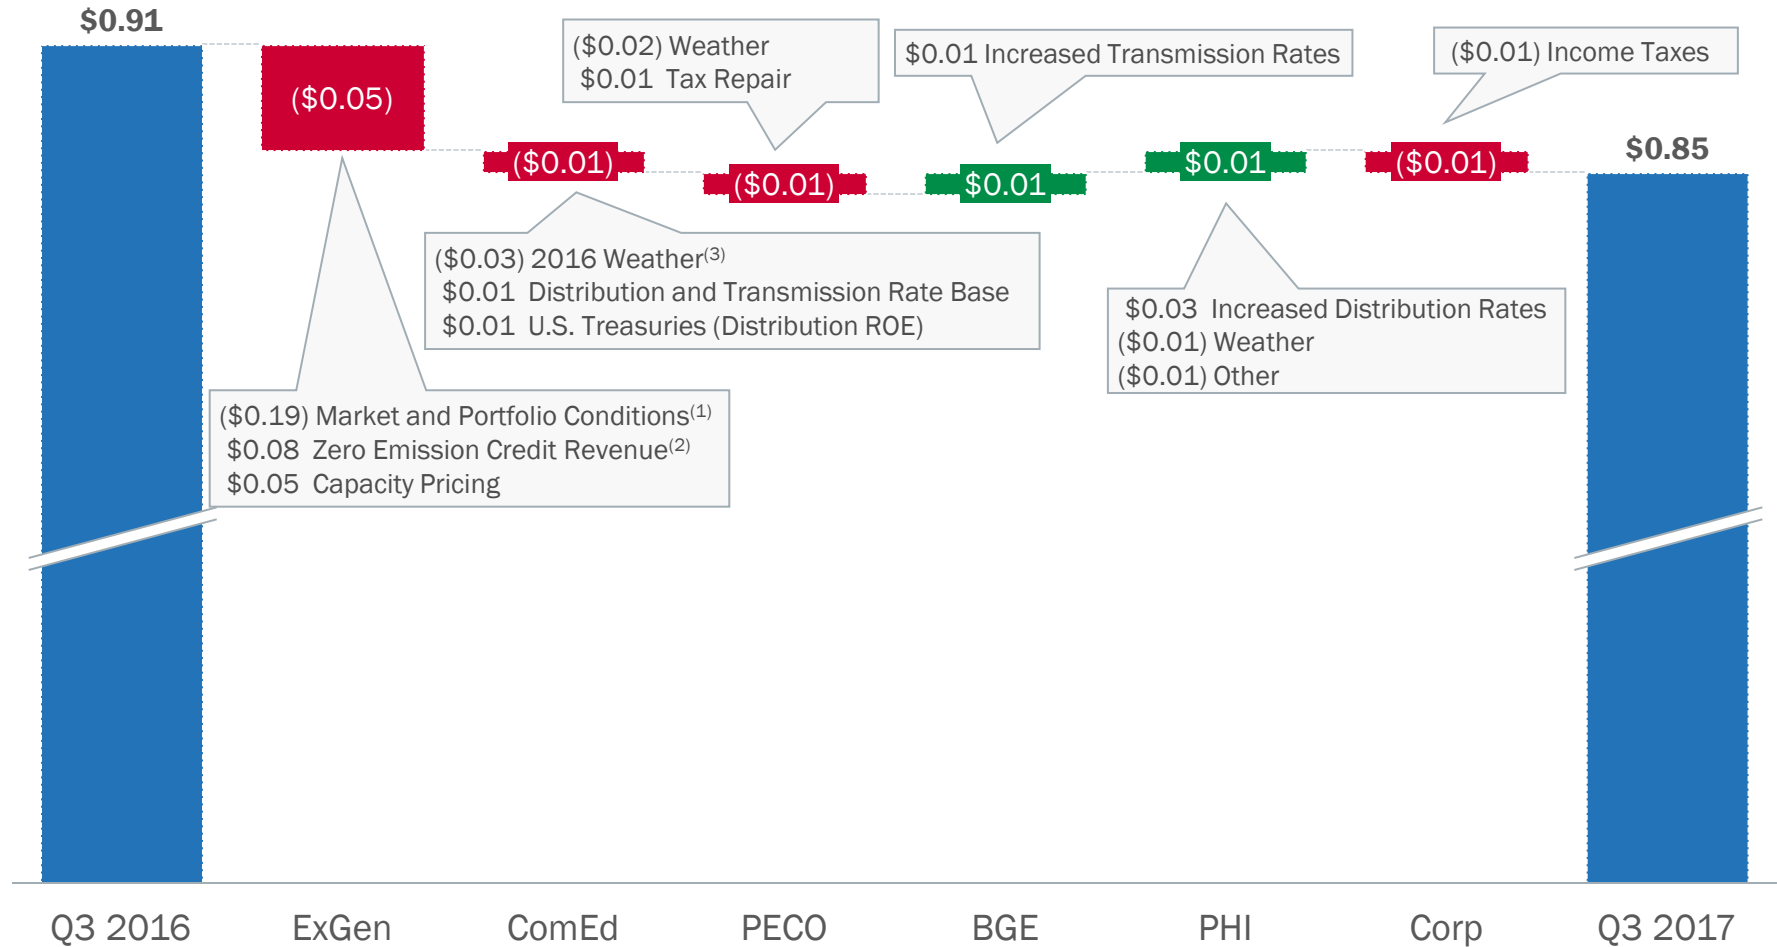 $0.91
($0.05)
($0.02) Weather
$0.01 Tax Repair
$0.01 Increased Transmission Rates
($0.01) Income Taxes
$0.85
($0.01)
($0.01)
$0.01
$0.01
($0.01)
($0.03) 2016 Weather(3)
$0.01 Distribution and Transmission Rate Base
$0.01 U.S. Treasuries (Distribution ROE)
$0.03 Increased Distribution Rates
($0.01) Weather
($0.01) Other
($0.19) Market and Portfolio Conditions(1)
$0.08 Zero Emission Credit Revenue(2)
$0.05 Capacity Pricing
Q3 2016 ExGen ComEd PECO BGE PHI Corp Q3 2017